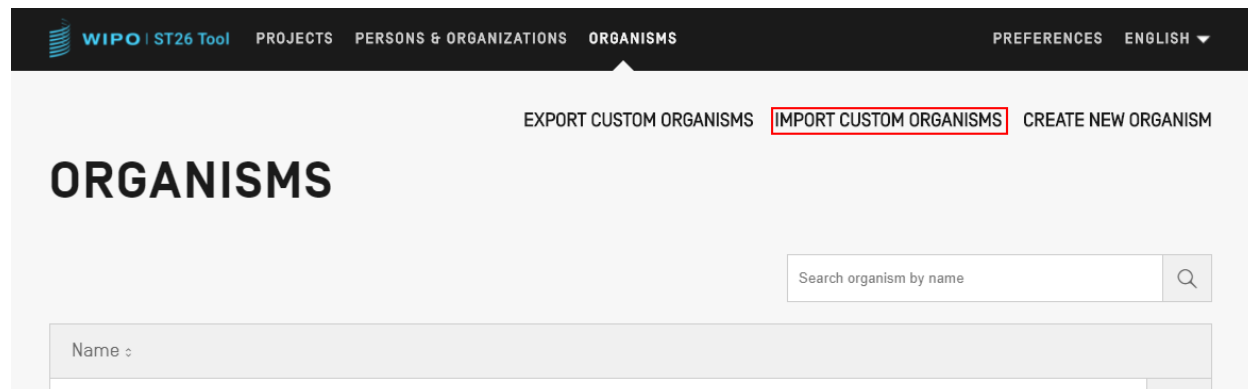 WIPO | ST26 Tool PROJECTS PERSONS & ORGANIZATIONS ORGANISMS PREFERENCES ENGLISH
EXPORT CUSTOM ORGANISMS IMPORT CUSTOM ORGANISMS CREATE NEW ORGANISM
ORGANISMS
Search organism by name
Name